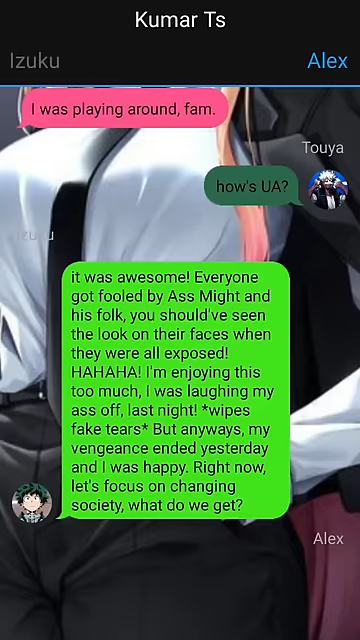 Kumar Ts
Izuku
Alex
I was playing around, fam.
Touya
how's UA?
Izuku
it was awesome! Everyone
got fooled by Ass Might and
his folk, you should've seen
the look on their faces when
they were all exposed!
HAHAHA! I'm enjoying this
too much, I was laughing my
ass off, last night! *wipes
fake tears* But anyways, my
vengeance ended yesterday
and I was happy. Right now,
let's focus on changing
society, what do we get?
Alex